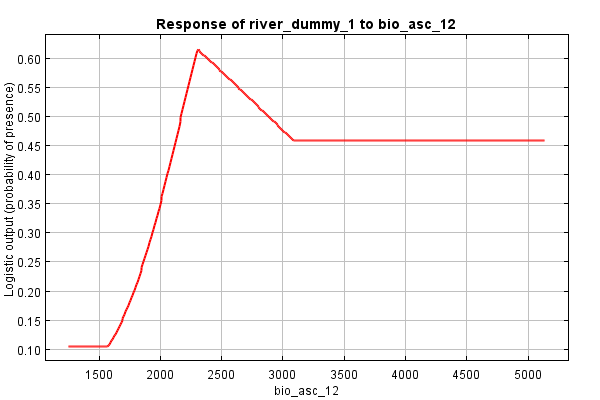 Response of river_dummy_1 to bio_asc_12
Logistic output (probability of presence)
0.60
0.55
0.50
0.45
0.40
0.35
0.30
0.25
0.20
0.15
0.10
1500 2000 2500 3000 3500 4000 4500 5000
bio_asc_12